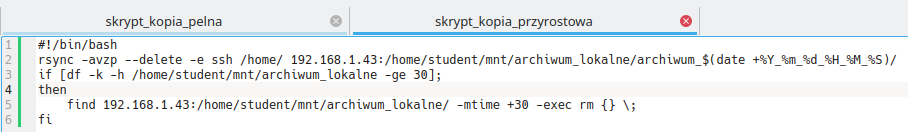 skrypt_kopia_pelna
skrypt_kopia_przyrostowa
1 #!/bin/bash
2 rsync -avzp --delete -e ssh /home/ 192.168.1.43:/home/student/mnt/archiwum_lokalne/archiwum_$(date +%Y_%m_%d_%H_%M_%S)/
3 if [df -k -h /home/student/mnt/archiwum_lokalne -ge 30];
4 then
5     find 192.168.1.43:/home/student/mnt/archiwum_lokalne/ -mtime +30 -exec rm {} \;
6 fi